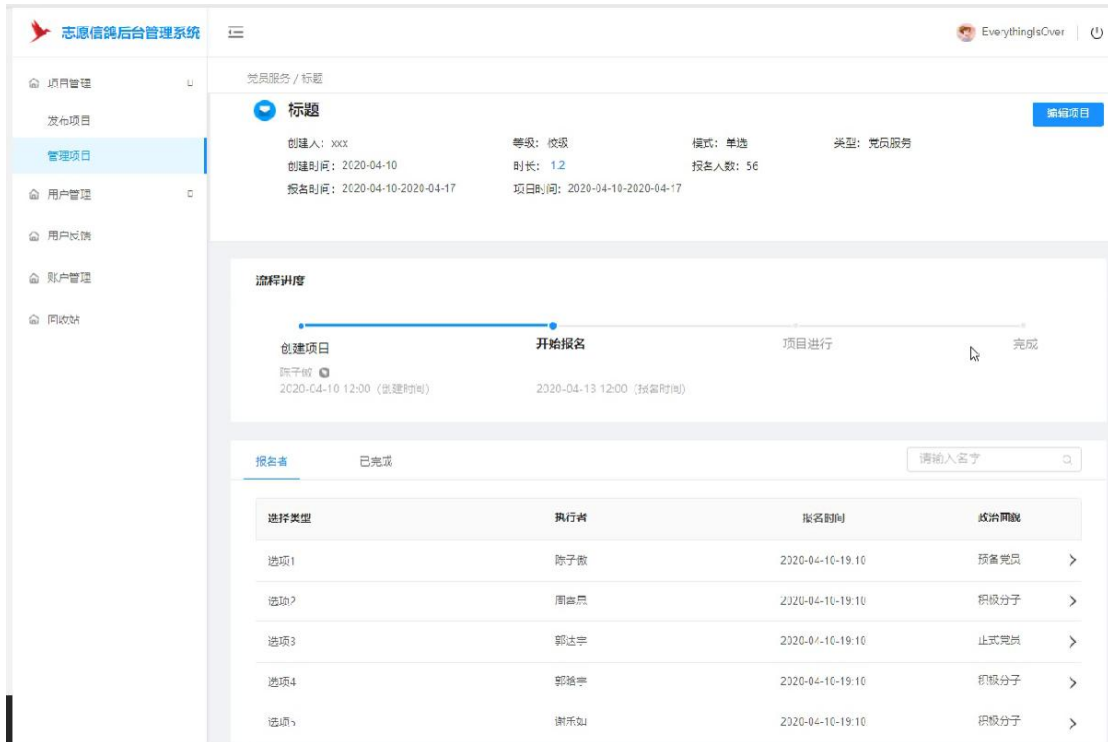 志愿信鸽后台管理系统
EverythingIsOver
项目管理
发布项目
管理项目
用户管理
用户反馈
账户管理
回收站
党员服务 / 标题
标题
编辑项目
创建人：xxx 等级：校级 模式：单选 类型：党员服务
创建时间：2020-04-10 时长：1.2 报名人数：56
报名时间：2020-04-10-2020-04-17 项目时间：2020-04-10-2020-04-17
流程进度
创建项目 开始报名 项目进行 完成
陈子傲
2020-04-10 12:00（创建时间） 2020-04-13 12:00（报名时间）
报名者 已完成 请输入名字
选择类型 执行者 报名时间 政治面貌
选项1 陈子傲 2020-04-10-19:10 预备党员
选项2 2020-04-10-19:10 积极分子
选项3 郭达宇 2020-04-10-19:10 正式党员
选项4 2020-04-10-19:10 积极分子
选项5 谢乐如 2020-04-10-19:10 积极分子